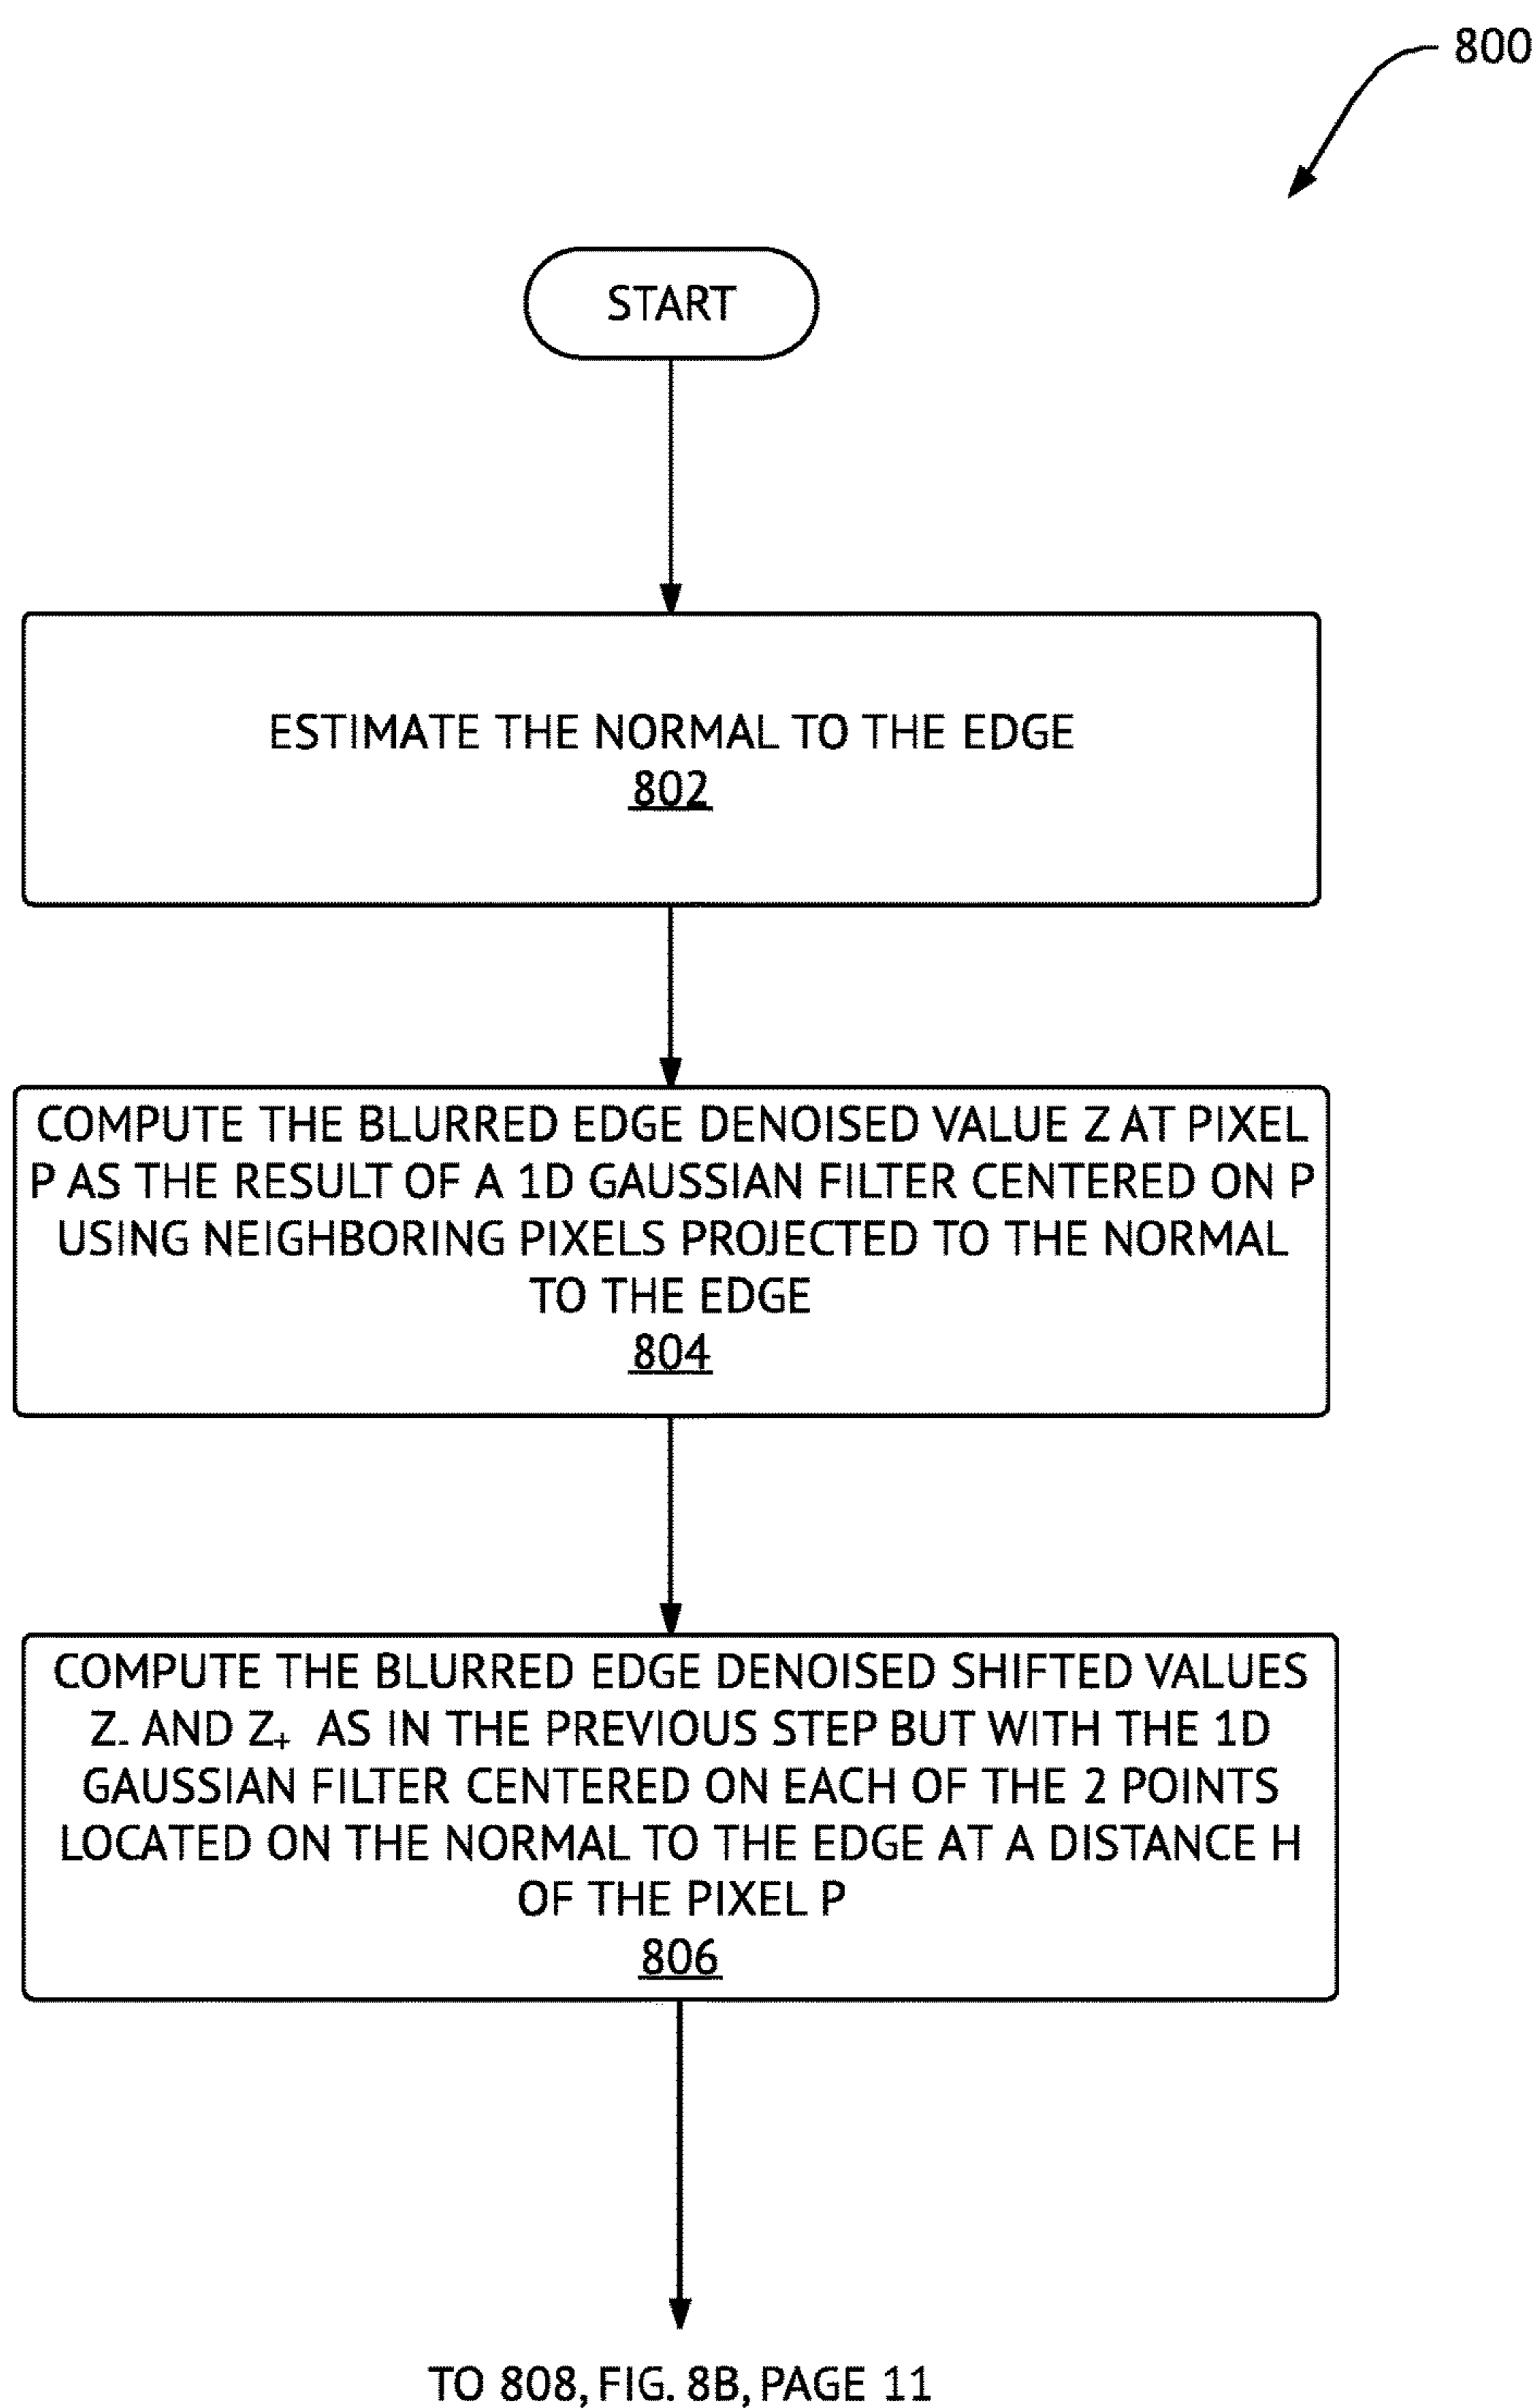 800
START
ESTIMATE THE NORMAL TO THE EDGE
802
COMPUTE THE BLURRED EDGE DENOISED VALUE Z AT PIXEL
P AS THE RESULT OF A 1D GAUSSIAN FILTER CENTERED ON P
USING NEIGHBORING PIXELS PROJECTED TO THE NORMAL
TO THE EDGE
804
COMPUTE THE BLURRED EDGE DENOISED SHIFTED VALUES
Z- AND Z+ AS IN THE PREVIOUS STEP BUT WITH THE 1D
GAUSSIAN FILTER CENTERED ON EACH OF THE 2 POINTS
LOCATED ON THE NORMAL TO THE EDGE AT A DISTANCE H
OF THE PIXEL P
806
TO 808, FIG. 8B, PAGE 11